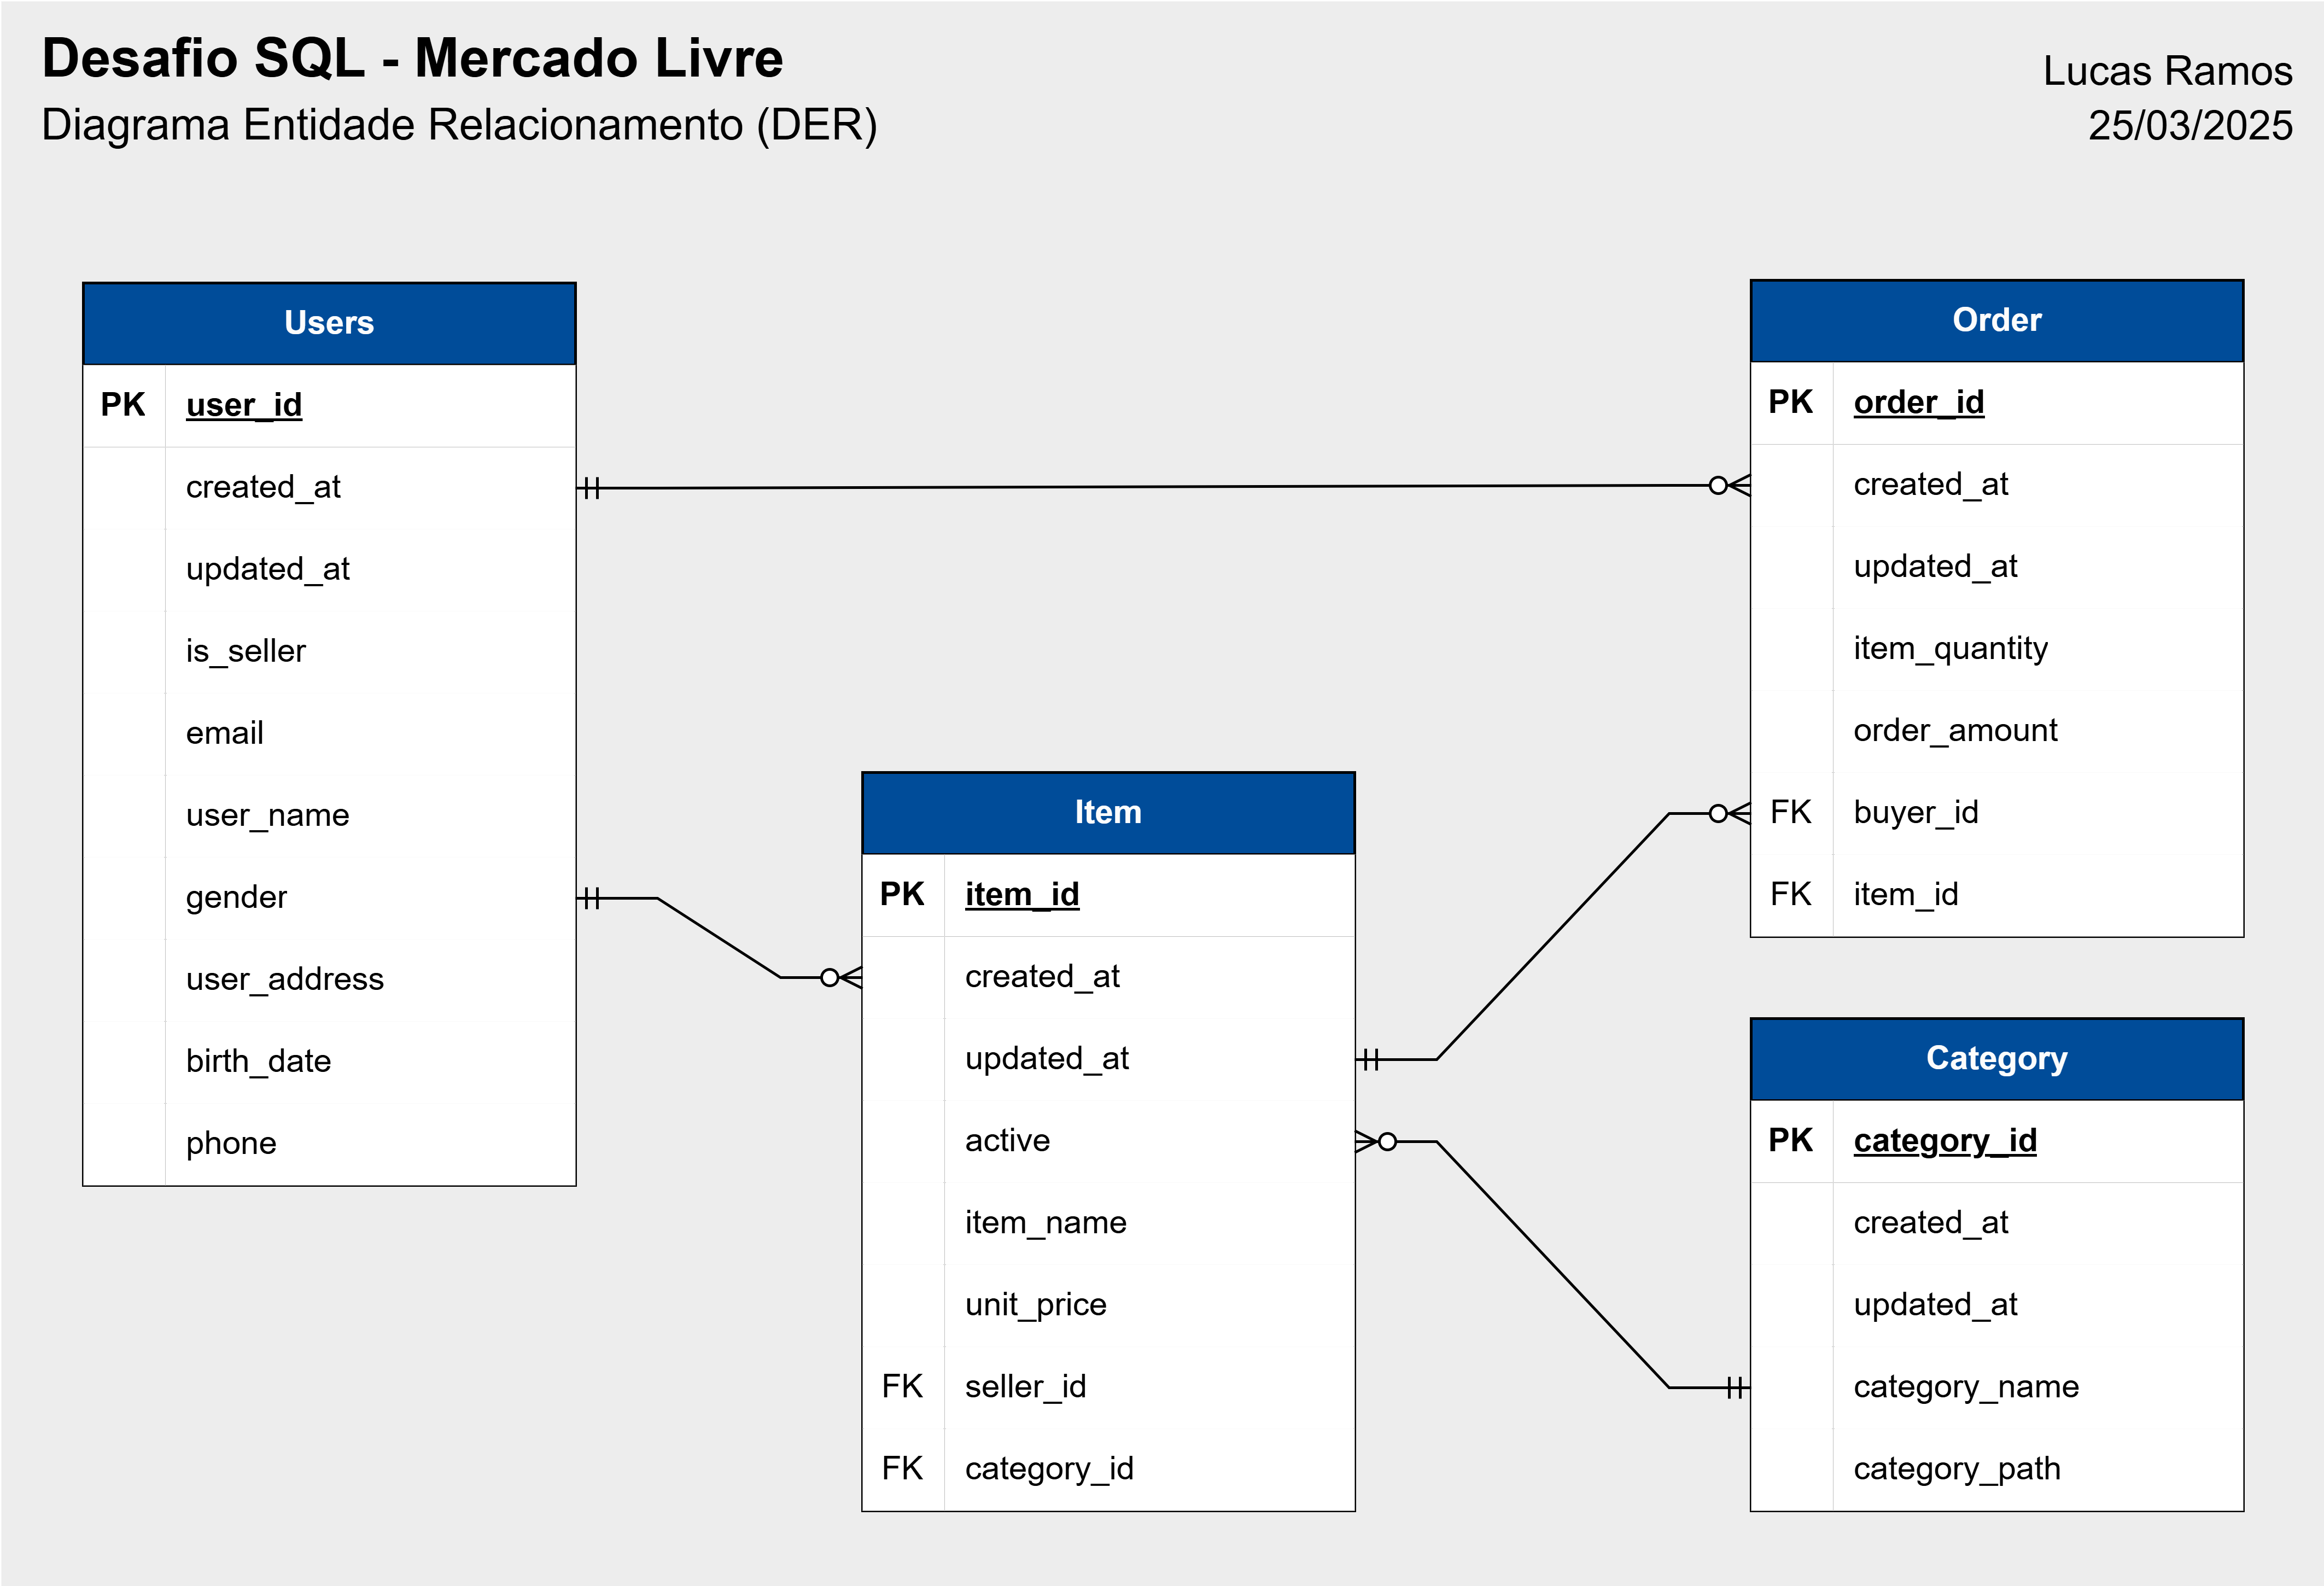 Desafio SQL - Mercado Livre
Diagrama Entidade Relacionamento (DER)
Lucas Ramos
25/03/2025
Users
PK user_id
created_at
updated_at
is_seller
email
user_name
gender
user_address
birth_date
phone
Item
PK item_id
created_at
updated_at
active
item_name
unit_price
FK seller_id
FK category_id
Order
PK order_id
created_at
updated_at
item_quantity
order_amount
FK buyer_id
FK item_id
Category
PK category_id
created_at
updated_at
category_name
category_path